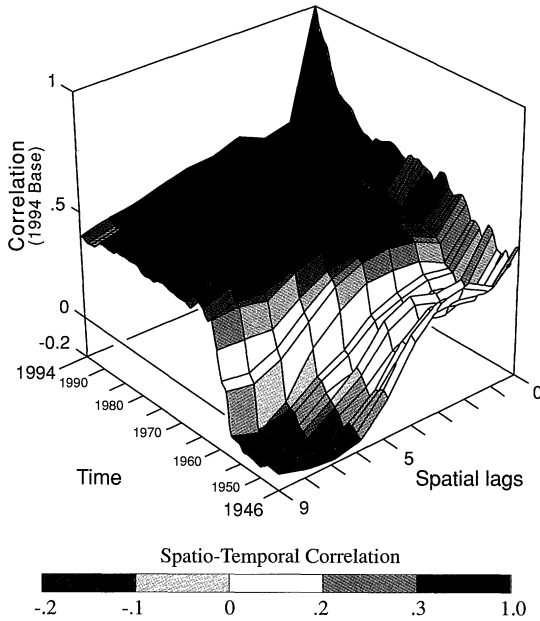 1
Correlation
(1994 Base)
.5
0
-0.2
1994
1990
1980
1970
1960
1950
1946
Time
9
5
0
Spatial lags
Spatio-Temporal Correlation
-.2 -.1 0 .2 .3 1.0